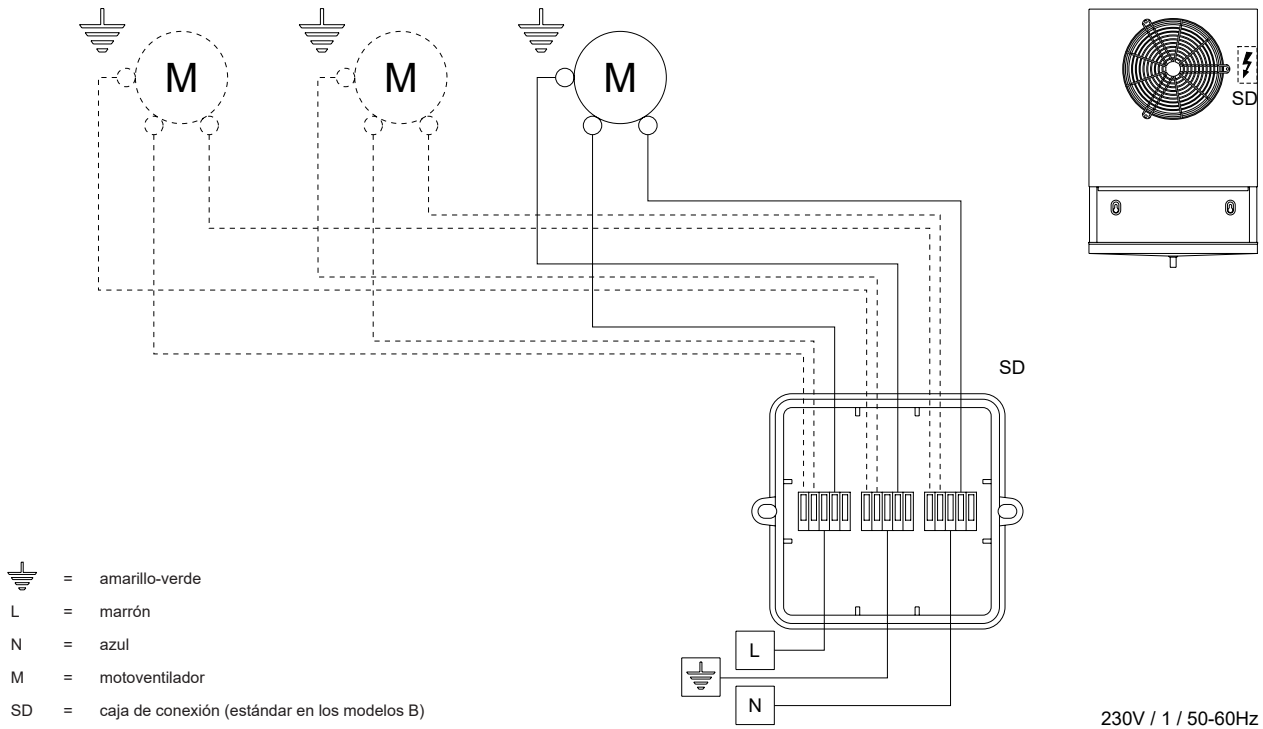 M M M
SD
SD
= amarillo-verde
L = marrón
N = azul
M = motoventilador
SD = caja de conexión (estándar en los modelos B)
L
N
230V / 1 / 50-60Hz